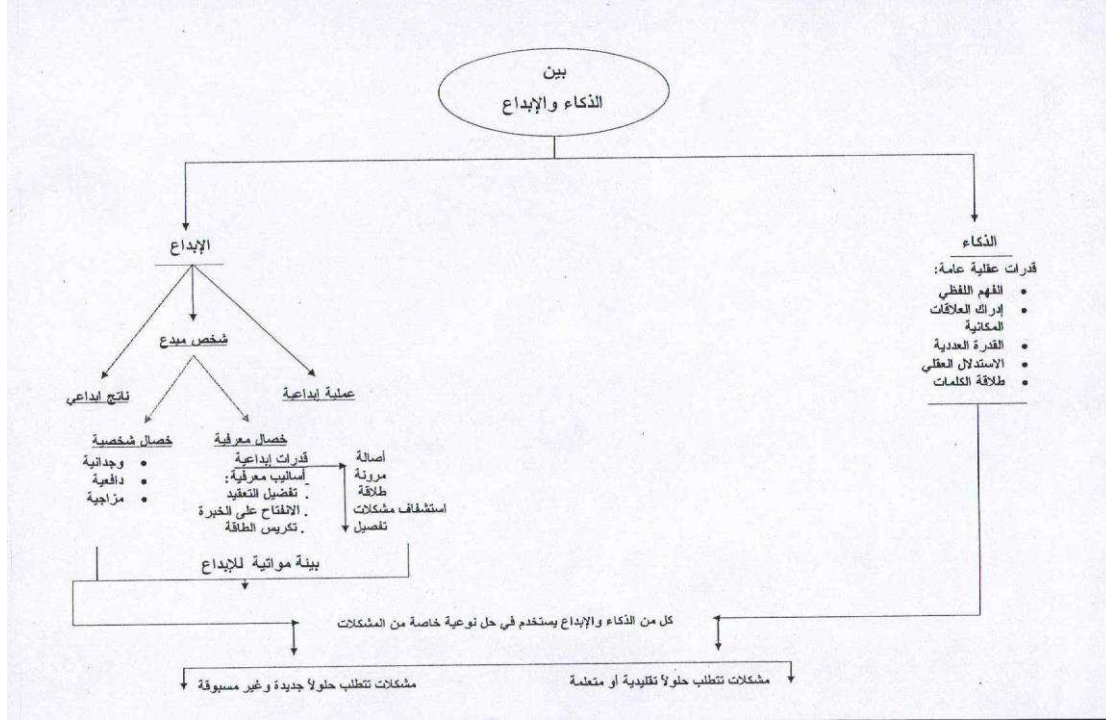 بين
الذكاء والإبداع
الذكاء
قدرات عقلية عامة:
• الفهم اللفظي
• إدراك العلاقات
المكانية
• القدرة العددية
• الاستدلال العقلي
• طلاقة الكلمات
الإبداع
شخص مبدع
عملية إبداعية
ناتج ابداعي
خصال معرفية
قدرات إبداعية
أساليب معرفية:
. تفضيل التعقيد
. الانفتاح على الخبرة
. تكريس الطاقة
أصالة
مرونة
طلاقة
استشفاف مشكلات
تفصيل
خصال شخصية
• وجدانية
• دافعية
• مزاجية
بيئة مواتية للإبداع
كل من الذكاء والإبداع يستخدم في حل نوعية خاصة من المشكلات
مشكلات تتطلب حلولاً تقليدية أو متعلمة
مشكلات تتطلب حلولاً جديدة وغير مسبوقة